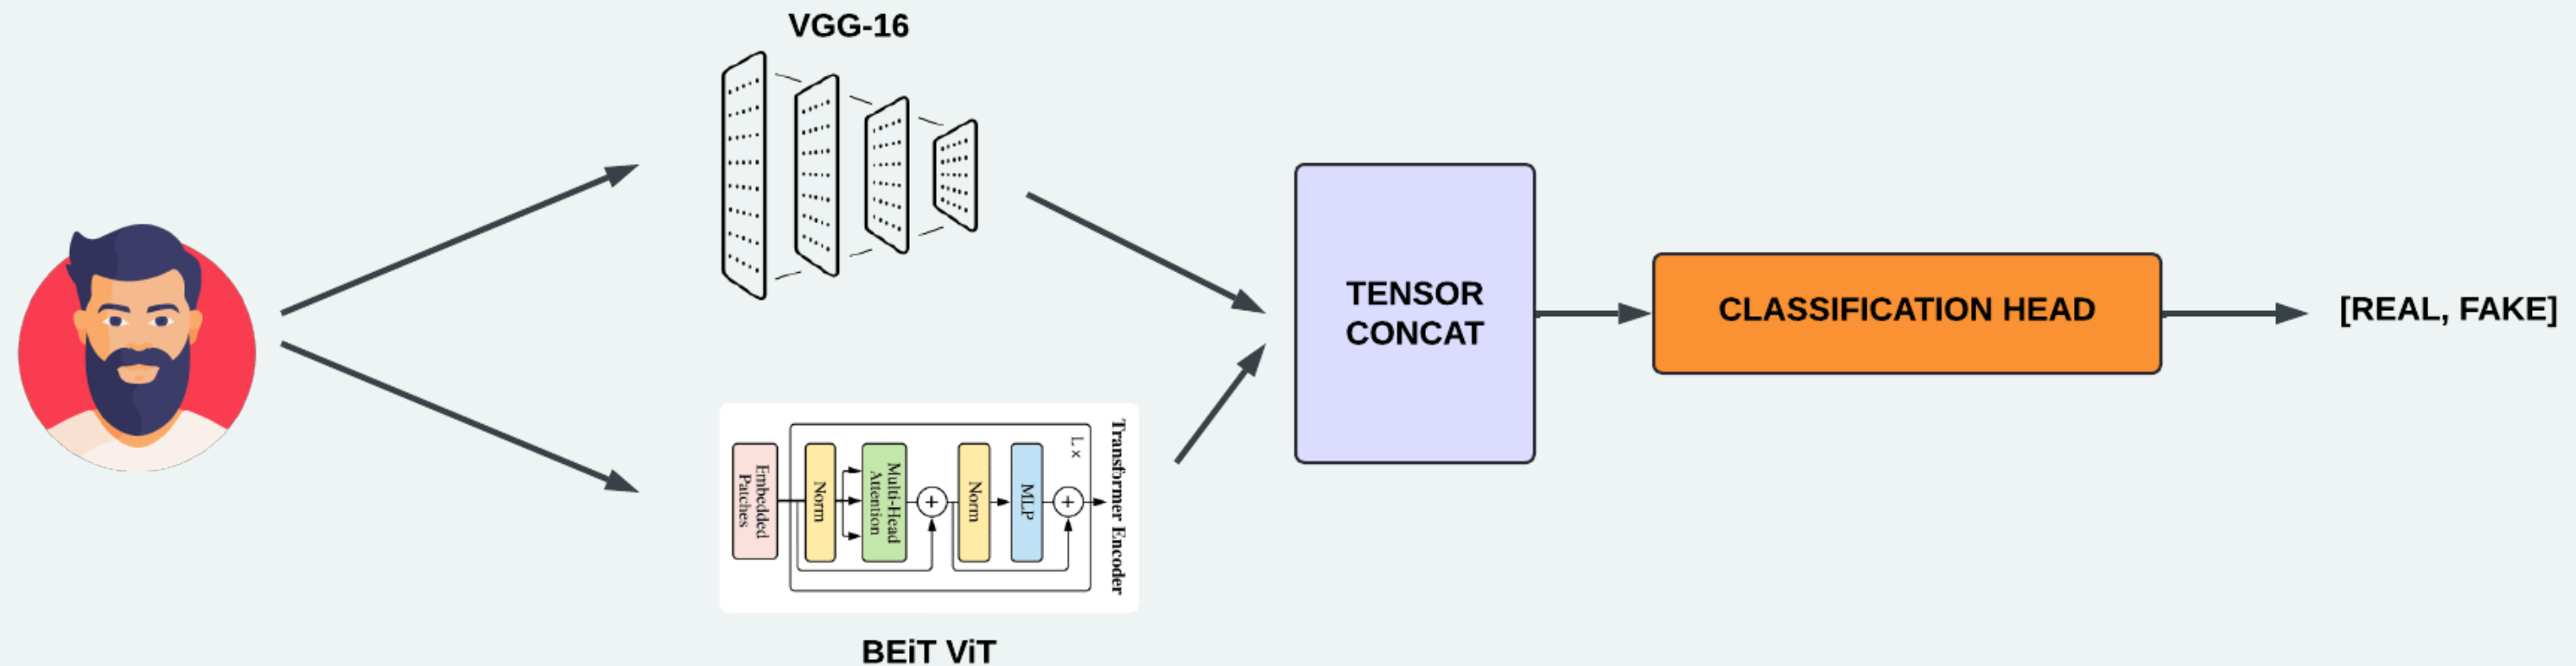 VGG-16
TENSOR
CONCAT
CLASSIFICATION HEAD
[REAL, FAKE]
Embedded
Patches
Norm
Multi-Head
Attention
+
Norm
MLP
+
L x
Transformer Encoder
BEiT ViT